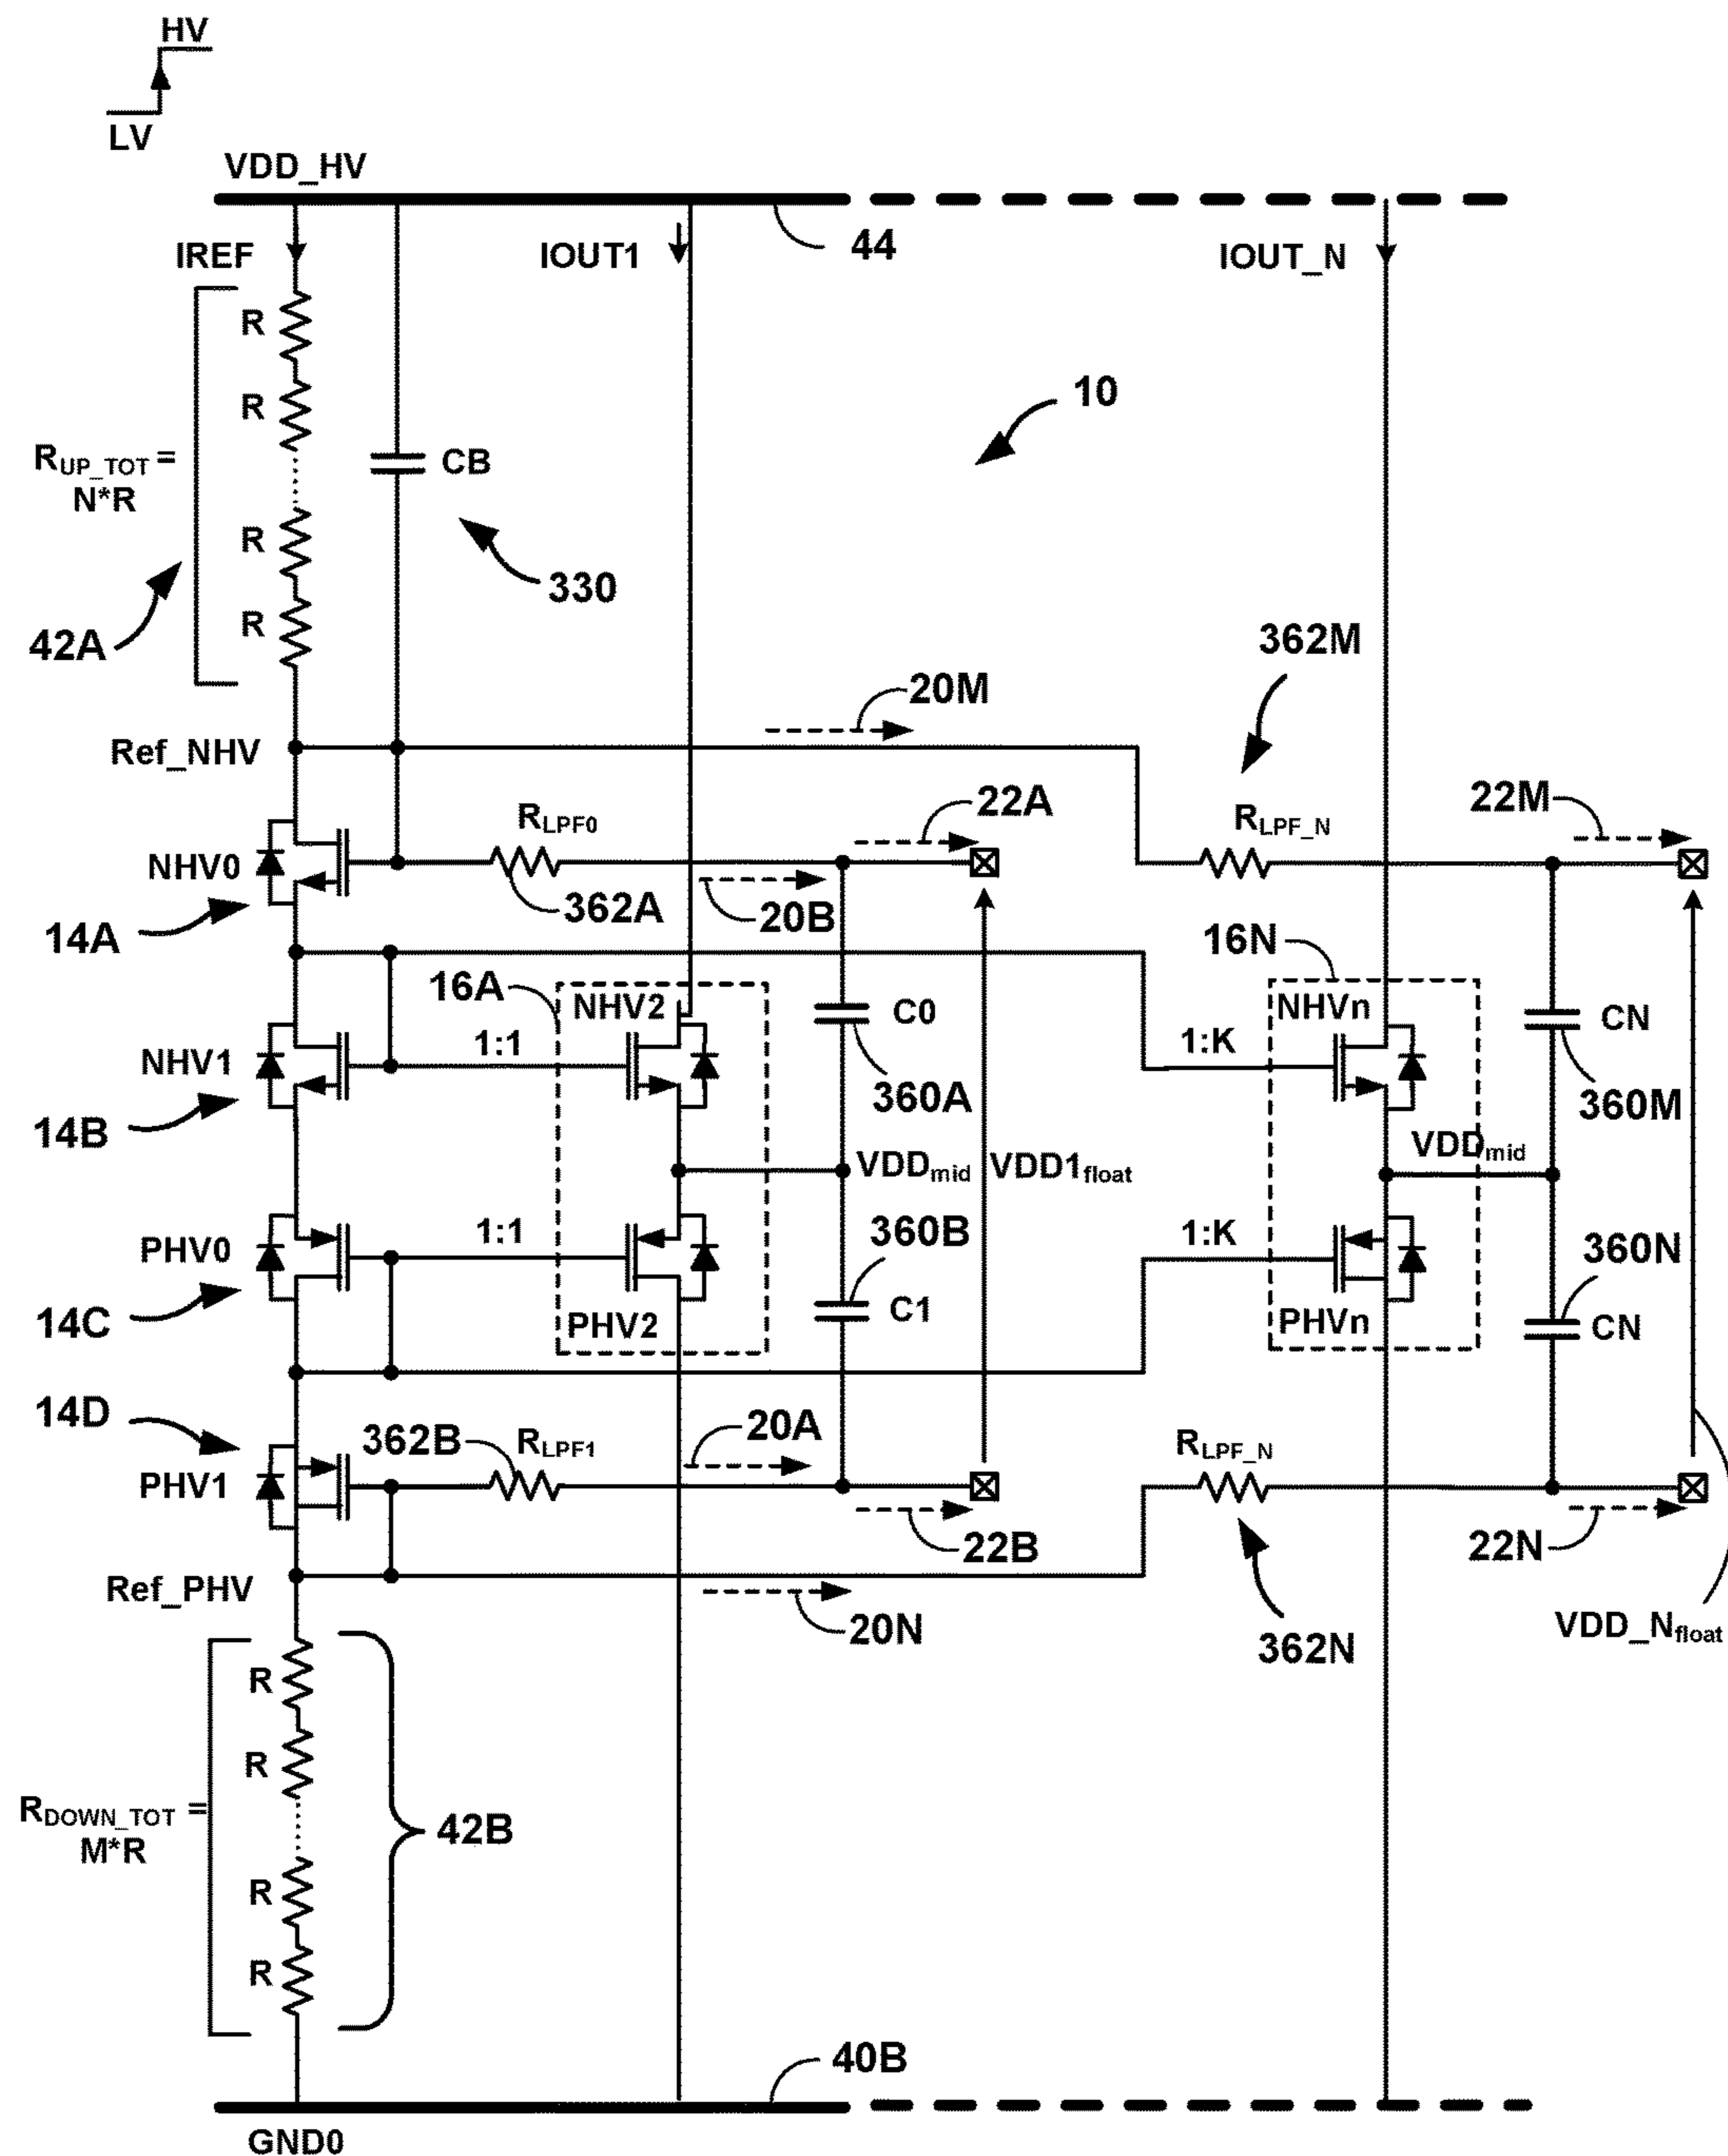 HV
LV
VDD_HV
44
IREF
IOUT1
IOUT_N
R
R
R
R
RUP_TOT =
N*R
42A
CB
330
10
362M
20M
Ref_NHV
22A
22M
RLPF0
RLPF_N
NHV0
362A
20B
14A
16A
16N
NHV2
NHVn
C0
CN
NHV1
1:1
1:K
360A
360M
14B
VDDmid
VDD1float
VDDmid
PHV0
1:1
360B
1:K
360N
14C
PHV2
C1
PHVn
CN
14D
362B
RLPF1
20A
RLPF_N
PHV1
22B
22N
Ref_PHV
20N
362N
VDD_Nfloat
R
R
R
R
RDOWN_TOT =
M*R
42B
40B
GND0